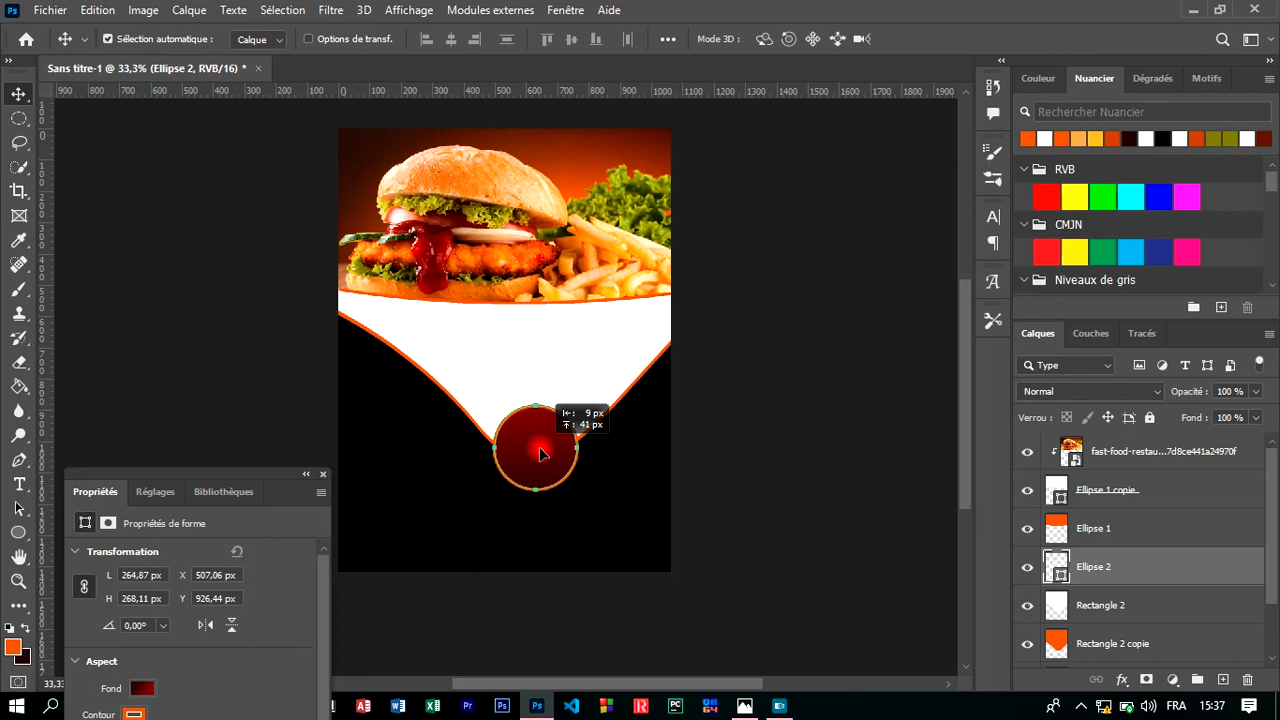 Ps Fichier Edition Image Calque Texte Sélection Filtre 3D Affichage Modules externes Fenêtre Aide
Sélection automatique : Calque Options de transf. Mode 3D :
Sans titre-1 @ 33,3% (Ellipse 2, RVB/16) *
900 800 700 600 500 400 300 200 100 0 100 200 300 400 500 600 700 800 900 1000 1100 1200 1300 1400 1500 1600 1700 1800 1900
Couleur Nuancier Dégradés Motifs
Rechercher Nuancier
RVB
CMJN
Niveaux de gris
Calques Couches Tracés
Type
Normal Opacité : 100 %
Verrou : Fond : 100 %
fast-food-restau...7d8ce441a24970f
Ellipse 1 copie
Ellipse 1
Ellipse 2
Rectangle 2
Rectangle 2 copie
9 px
41 px
Propriétés Réglages Bibliothèques
Propriétés de forme
Transformation
L 264,87 px X 507,06 px
H 268,11 px Y 926,44 px
0,00°
Aspect
Fond
Contour
33,33
FRA 15:37